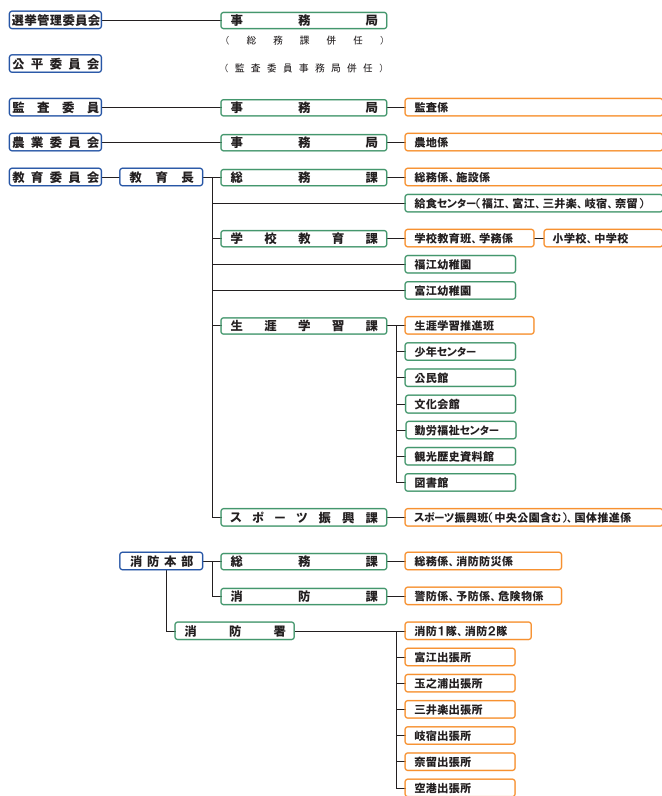 選挙管理委員会 事務局
(総務課併任)
公平委員会 (監査委員事務局併任)
監査委員 事務局 監査係
農業委員会 事務局 農地係
教育委員会 教育長 総務課 総務係、施設係
給食センター(福江、富江、三井楽、岐宿、奈留)
学校教育課 学校教育班、学務係 小学校、中学校
福江幼稚園
富江幼稚園
生涯学習課 生涯学習推進班
少年センター
公民館
文化会館
勤労福祉センター
観光歴史資料館
図書館
スポーツ振興課 スポーツ振興班(中央公園含む)、国体推進係
消防本部 総務課 総務係、消防防災係
消防課 警防係、予防係、危険物係
消防署 消防1隊、消防2隊
富江出張所
玉之浦出張所
三井楽出張所
岐宿出張所
奈留出張所
空港出張所